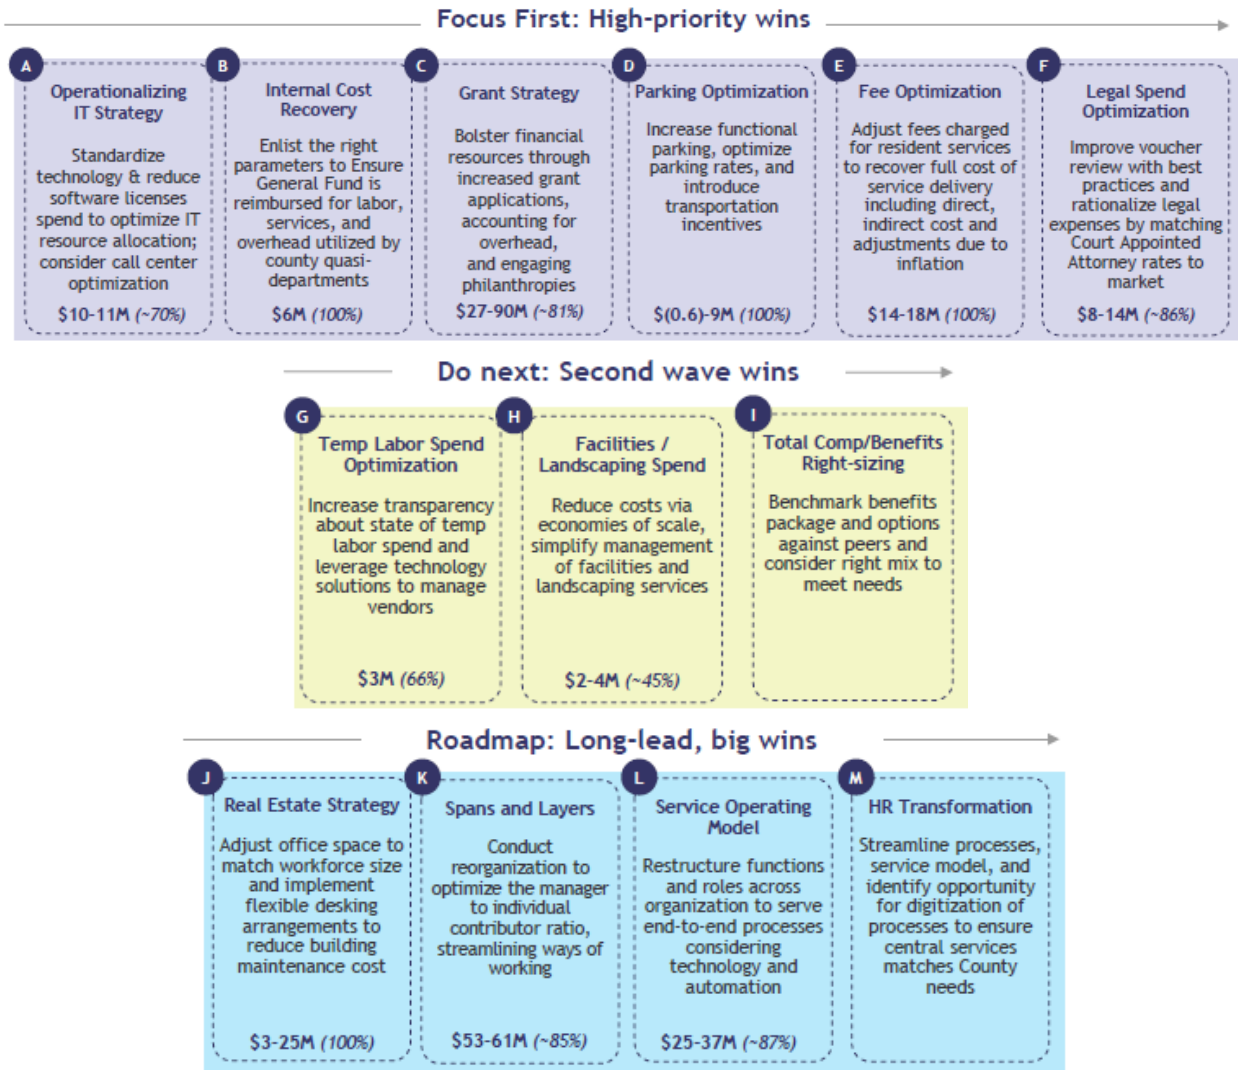 Focus First: High-priority wins
A
Operationalizing
IT Strategy
Standardize
technology & reduce
software licenses
spend to optimize IT
resource allocation;
consider call center
optimization
$10-11M (~70%)
B
Internal Cost
Recovery
Enlist the right
parameters to Ensure
General Fund is
reimbursed for labor,
services, and
overhead utilized by
county quasi-
departments
$6M (100%)
C
Grant Strategy
Bolster financial
resources through
increased grant
applications,
accounting for
overhead,
and engaging
philanthropies
$27-90M (~81%)
D
Parking Optimization
Increase functional
parking, optimize
parking rates, and
introduce
transportation
incentives
$(0.6)-9M (100%)
E
Fee Optimization
Adjust fees charged
for resident services
to recover full cost of
service delivery
including direct,
indirect cost and
adjustments due to
inflation
$14-18M (100%)
F
Legal Spend
Optimization
Improve voucher
review with best
practices and
rationalize legal
expenses by matching
Court Appointed
Attorney rates to
market
$8-14M (~86%)
Do next: Second wave wins
G
Temp Labor Spend
Optimization
Increase transparency
about state of temp
labor spend and
leverage technology
solutions to manage
vendors
$3M (66%)
H
Facilities /
Landscaping Spend
Reduce costs via
economies of scale,
simplify management
of facilities and
landscaping services
$2-4M (~45%)
I
Total Comp/Benefits
Right-sizing
Benchmark benefits
package and options
against peers and
consider right mix to
meet needs
Roadmap: Long-lead, big wins
J
Real Estate Strategy
Adjust office space to
match workforce size
and implement
flexible desking
arrangements to
reduce building
maintenance cost
$3-25M (100%)
K
Spans and Layers
Conduct
reorganization to
optimize the manager
to individual
contributor ratio,
streamlining ways of
working
$53-61M (~85%)
L
Service Operating
Model
Restructure functions
and roles across
organization to serve
end-to-end processes
considering
technology and
automation
$25-37M (~87%)
M
HR Transformation
Streamline processes,
service model, and
identify opportunity
for digitization of
processes to ensure
central services
matches County
needs